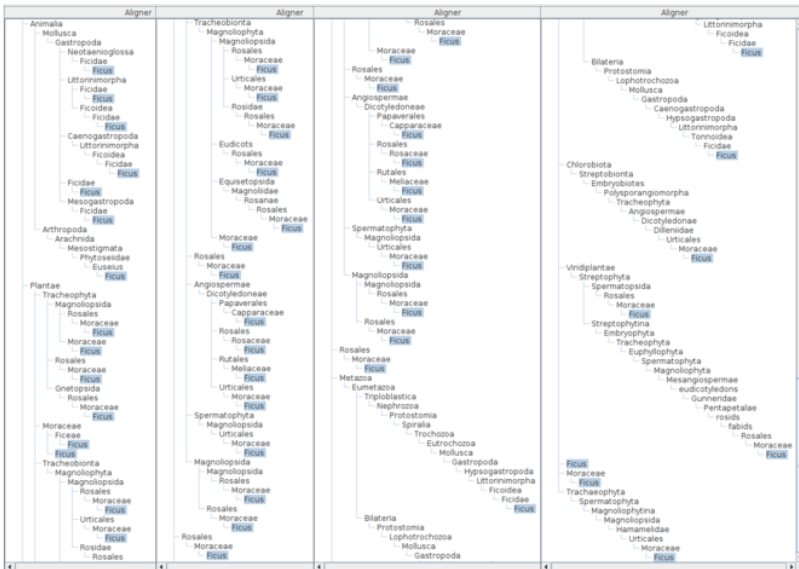 Aligner
Animalia
Mollusca
Gastropoda
Neotaenioglossa
Ficidae
Ficus
Littorinimorpha
Ficidae
Ficus
Ficoidea
Ficidae
Ficus
Caenogastropoda
Littorinimorpha
Ficoidea
Ficidae
Ficus
Ficidae
Ficus
Mesogastropoda
Ficidae
Ficus
Arthropoda
Arachnida
Mesostigmata
Phytoseiidae
Euseius
Ficus
Plantae
Tracheophyta
Magnoliopsida
Rosales
Moraceae
Ficus
Moraceae
Ficus
Rosales
Moraceae
Ficus
Gnetopsida
Rosales
Moraceae
Ficus
Moraceae
Ficeae
Ficus
Ficus
Tracheobionta
Magnoliophyta
Magnoliopsida
Rosales
Moraceae
Ficus
Urticales
Moraceae
Ficus
Rosidae
Rosales
Aligner
Tracheobionta
Magnoliophyta
Magnoliopsida
Rosales
Moraceae
Ficus
Urticales
Moraceae
Ficus
Rosidae
Rosales
Moraceae
Ficus
Eudicots
Rosales
Moraceae
Ficus
Equisetopsida
Magnoliidae
Rosanae
Rosales
Moraceae
Ficus
Moraceae
Ficus
Rosales
Moraceae
Ficus
Angiospermae
Dicotyledoneae
Papaverales
Capparaceae
Ficus
Rosales
Rosaceae
Ficus
Rutales
Meliaceae
Ficus
Urticales
Moraceae
Ficus
Spermatophyta
Magnoliopsida
Urticales
Moraceae
Ficus
Magnoliopsida
Magnoliopsida
Rosales
Moraceae
Ficus
Rosales
Moraceae
Ficus
Rosales
Moraceae
Ficus
Aligner
Rosales
Moraceae
Ficus
Moraceae
Ficus
Rosales
Moraceae
Ficus
Angiospermae
Dicotyledoneae
Papaverales
Capparaceae
Ficus
Rosales
Rosaceae
Ficus
Rutales
Meliaceae
Ficus
Urticales
Moraceae
Ficus
Spermatophyta
Magnoliopsida
Urticales
Moraceae
Ficus
Magnoliopsida
Magnoliopsida
Rosales
Moraceae
Ficus
Rosales
Moraceae
Ficus
Rosales
Moraceae
Ficus
Metazoa
Eumetazoa
Triploblastica
Nephrozoa
Protostomia
Spiralia
Trochozoa
Eutrochozoa
Mollusca
Gastropoda
Hypsogastropoda
Littorinimorpha
Ficoidea
Ficidae
Ficus
Bilateria
Protostomia
Lophotrochozoa
Mollusca
Gastropoda
Aligner
Littorinimorpha
Ficoidea
Ficidae
Ficus
Bilateria
Protostomia
Lophotrochozoa
Mollusca
Gastropoda
Caenogastropoda
Hypsogastropoda
Littorinimorpha
Tonnoidea
Ficidae
Ficus
Chlorobiota
Streptobionta
Embryobiotes
Polysporangiomorpha
Tracheophyta
Angiospermae
Dicotyledonae
Dilleniidae
Urticales
Moraceae
Ficus
Viridiplantae
Streptophyta
Spermatopsida
Rosales
Moraceae
Ficus
Streptophytina
Embryophyta
Tracheophyta
Euphyllophyta
Spermatophyta
Magnoliophyta
Mesangiospermae
eudicotyledons
Gunneridae
Pentapetalae
rosids
fabids
Rosales
Moraceae
Ficus
Ficus
Moraceae
Ficus
Trachaeophyta
Spermatophyta
Magnoliophytina
Magnoliopsida
Hamamelidae
Urticales
Moraceae
Ficus